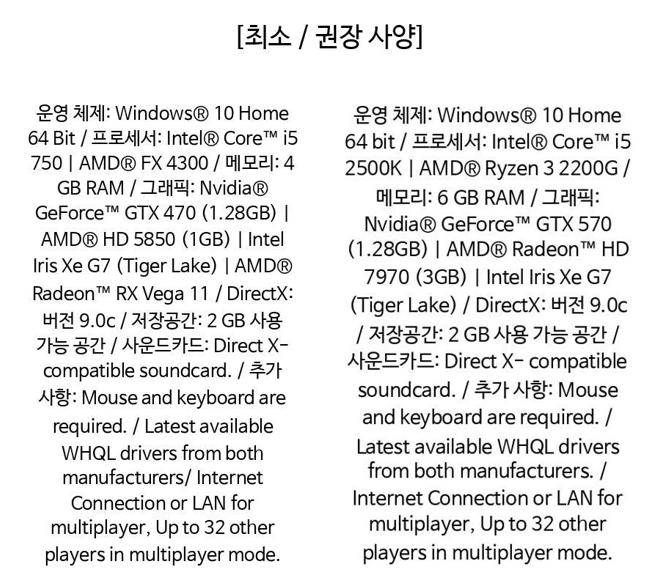 [최소 / 권장 사양]
운영 체제: Windows® 10 Home
64 Bit / 프로세서: Intel® Core™ i5
750 | AMD® FX 4300 / 메모리: 4
GB RAM / 그래픽: Nvidia®
GeForce™ GTX 470 (1.28GB) |
AMD® HD 5850 (1GB) | Intel
Iris Xe G7 (Tiger Lake) | AMD®
Radeon™ RX Vega 11 / DirectX:
버전 9.0c / 저장공간: 2 GB 사용
가능 공간 / 사운드카드: Direct X-
compatible soundcard. / 추가
사항: Mouse and keyboard are
required. / Latest available
WHQL drivers from both
manufacturers/ Internet
Connection or LAN for
multiplayer, Up to 32 other
players in multiplayer mode.
운영 체제: Windows® 10 Home
64 bit / 프로세서: Intel® Core™ i5
2500K | AMD® Ryzen 3 2200G /
메모리: 6 GB RAM / 그래픽:
Nvidia® GeForce™ GTX 570
(1.28GB) | AMD® Radeon™ HD
7970 (3GB) | Intel Iris Xe G7
(Tiger Lake) / DirectX: 버전 9.0c
/ 저장공간: 2 GB 사용 가능 공간 /
사운드카드: Direct X- compatible
soundcard. / 추가 사항: Mouse
and keyboard are required. /
Latest available WHQL drivers
from both manufacturers. /
Internet Connection or LAN for
multiplayer, Up to 32 other
players in multiplayer mode.